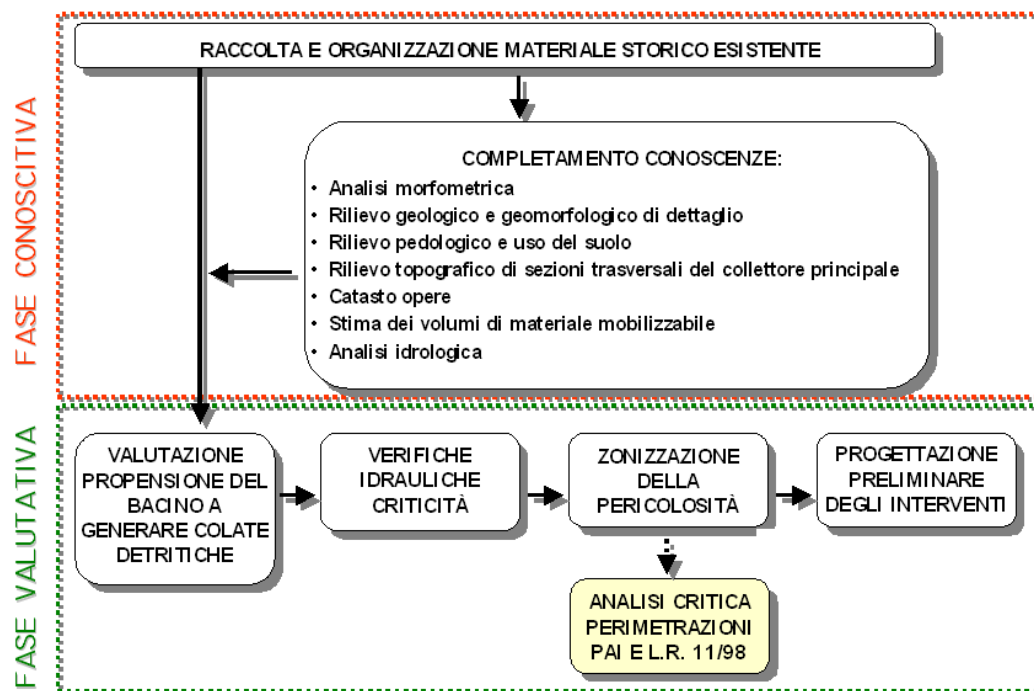 FASE CONOSCITIVA
RACCOLTA E ORGANIZZAZIONE MATERIALE STORICO ESISTENTE
COMPLETAMENTO CONOSCENZE:
• Analisi morfometrica
• Rilievo geologico e geomorfologico di dettaglio
• Rilievo pedologico e uso del suolo
• Rilievo topografico di sezioni trasversali del collettore principale
• Catasto opere
• Stima dei volumi di materiale mobilizzabile
• Analisi idrologica
FASE VALUTATIVA
VALUTAZIONE
PROPENSIONE DEL
BACINO A
GENERARE COLATE
DETRITICHE
VERIFICHE
IDRAULICHE
CRITICITÀ
ZONIZZAZIONE
DELLA
PERICOLOSITÀ
PROGETTAZIONE
PRELIMINARE
DEGLI INTERVENTI
ANALISI CRITICA
PERIMETRAZIONI
PAI E L.R. 11/98